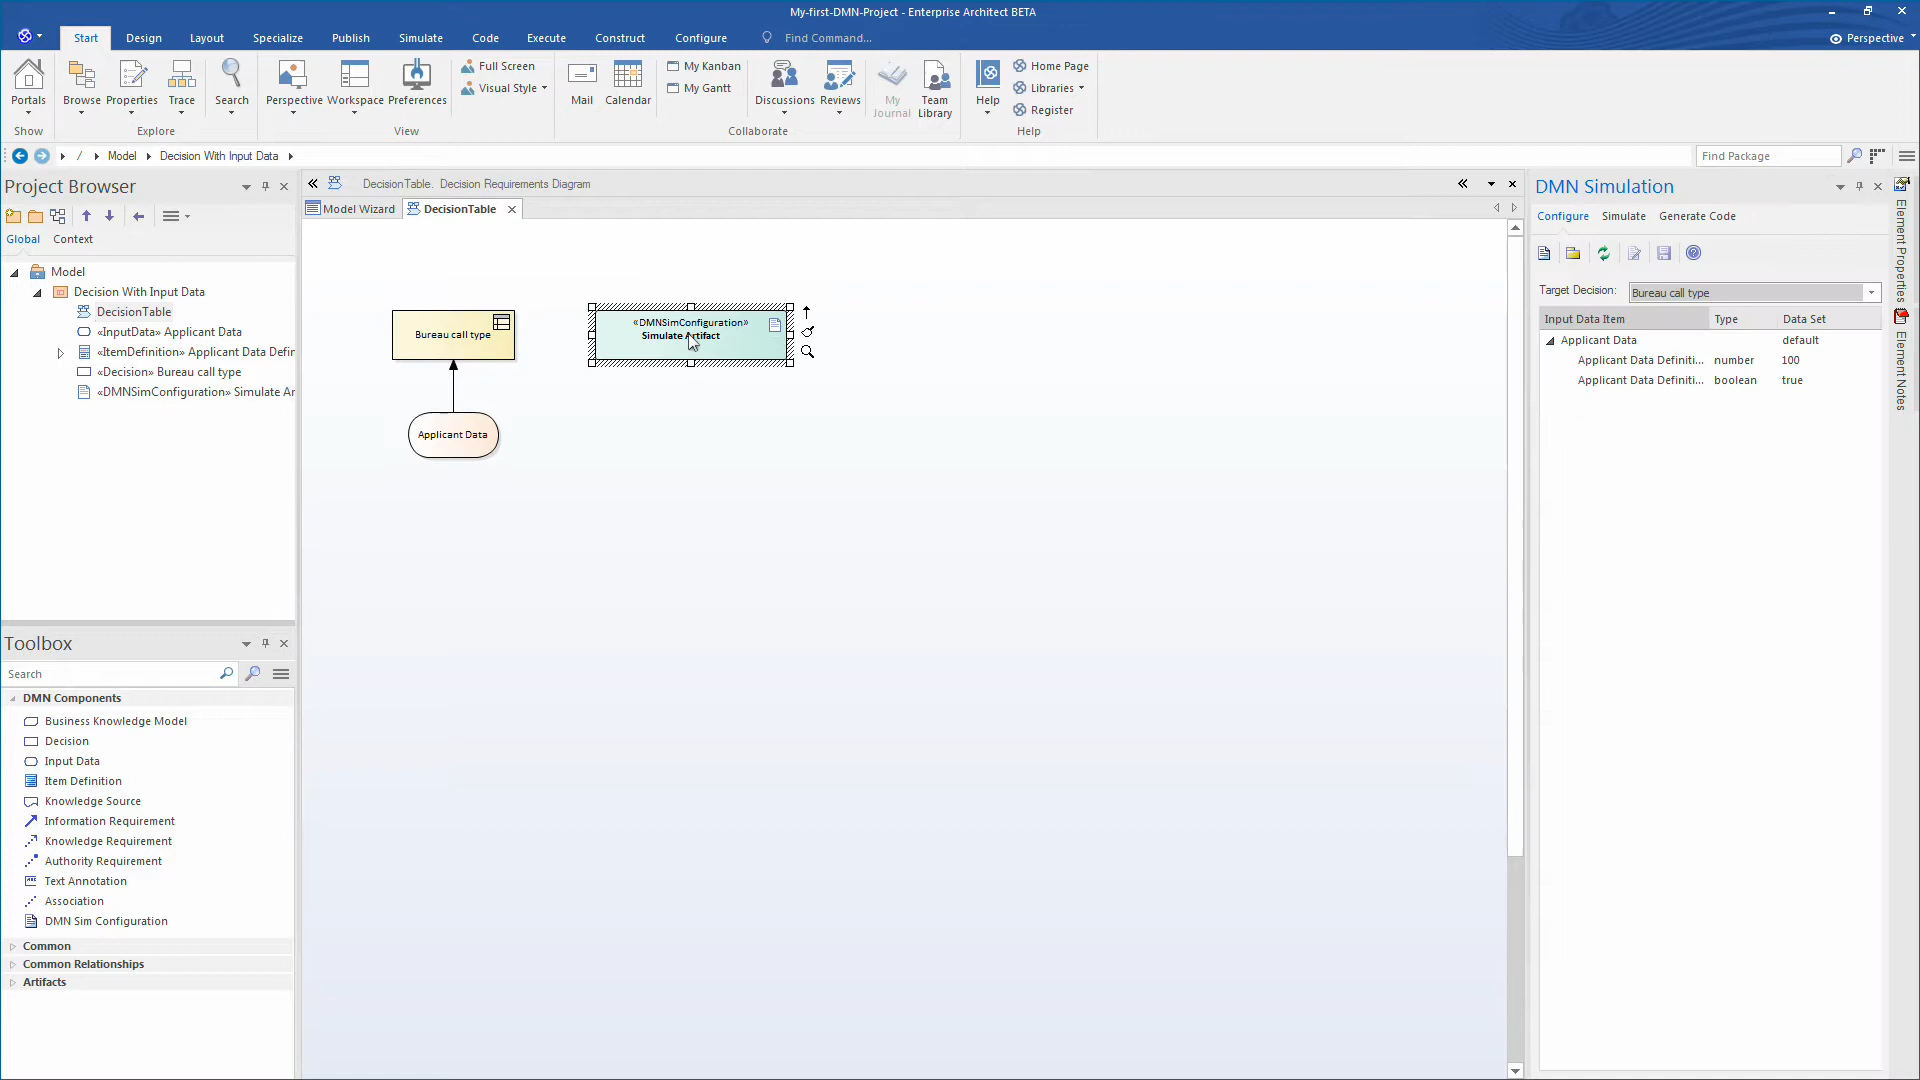 My-first-DMN-Project - Enterprise Architect BETA
Start Design Layout Layout Specialize Publish Simulate Code Execute Construct Configure Find Command... Perspective
Portals Browse Properties Trace Search Perspective Workspace Preferences Full Screen Visual Style Mail Calendar My Kanban My Gantt Discussions Reviews My Journal Team Library Help Home Page Libraries Register
Show Explore View Collaborate Help
/ Model Decision With Input Data Find Package
Project Browser
Global Context
Model
Decision With Input Data
DecisionTable
«InputData» Applicant Data
«ItemDefinition» Applicant Data Defir
«Decision» Bureau call type
«DMNSimConfiguration» Simulate Ar
Toolbox
Search
DMN Components
Business Knowledge Model
Decision
Input Data
Item Definition
Knowledge Source
Information Requirement
Knowledge Requirement
Authority Requirement
Text Annotation
Association
DMN Sim Configuration
Common
Common Relationships
Artifacts
DecisionTable. Decision Requirements Diagram
Model Wizard DecisionTable
Bureau call type
«DMNSimConfiguration»
Simulate Artifact
Applicant Data
DMN Simulation
Configure Simulate Generate Code
Target Decision: Bureau call type
Input Data Item Type Data Set
Applicant Data default
Applicant Data Definiti... number 100
Applicant Data Definiti... boolean true
Element Properties
Element Notes